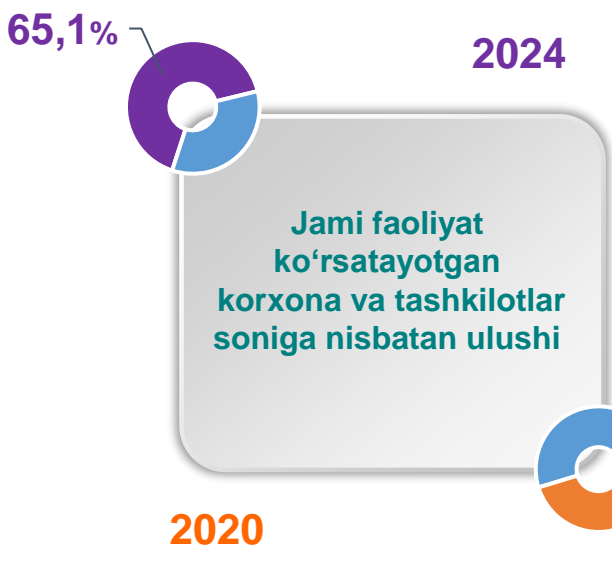 65,1%
2024
Jami faoliyat
ko‘rsatayotgan
korxona va tashkilotlar
soniga nisbatan ulushi
2020